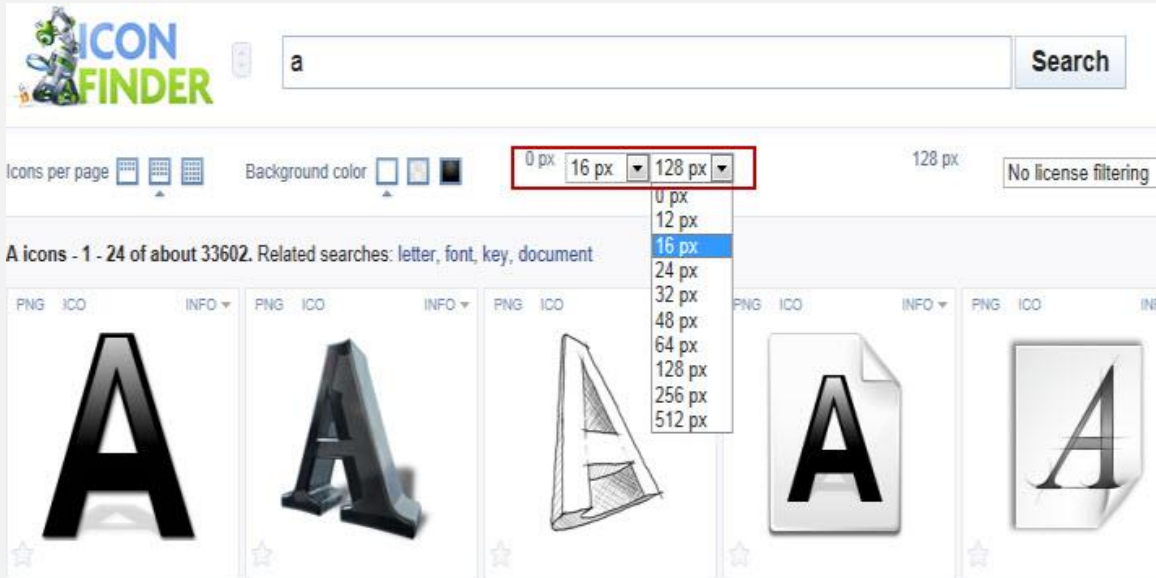 ICON
FINDER
a
Search
Icons per page
Background color
0 px
16 px
128 px
128 px
No license filtering
0 px
12 px
16 px
24 px
32 px
48 px
64 px
128 px
256 px
512 px
A icons - 1 - 24 of about 33602. Related searches: letter, font, key, document
PNG ICO INFO
PNG ICO INFO
PNG ICO
PNG ICO INFO
PNG ICO
A
A
A
A
A